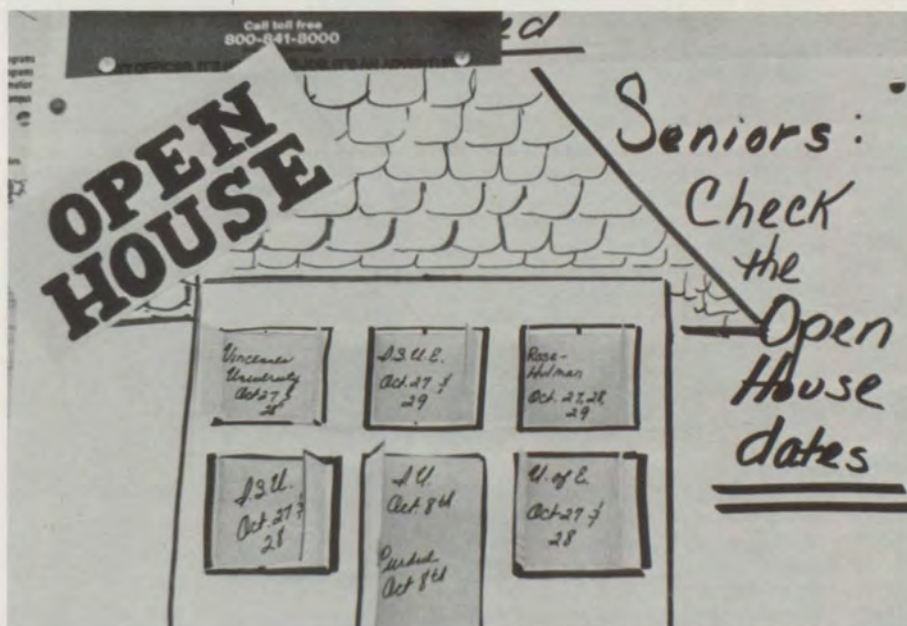 Call toll free
800-841-8000
ed
OPEN
HOUSE
Seniors:
Check
the
Open
House
dates
Vincennes
University
Oct 27 &
28
I.S.U.E.
Oct. 27 &
29
Rose-
Hulman
Oct. 27, 28,
29
I.S.U.
Oct. 27 &
28
I.U.
Oct 8th
Purdue
Oct 8th
U. of E.
Oct 27 &
28